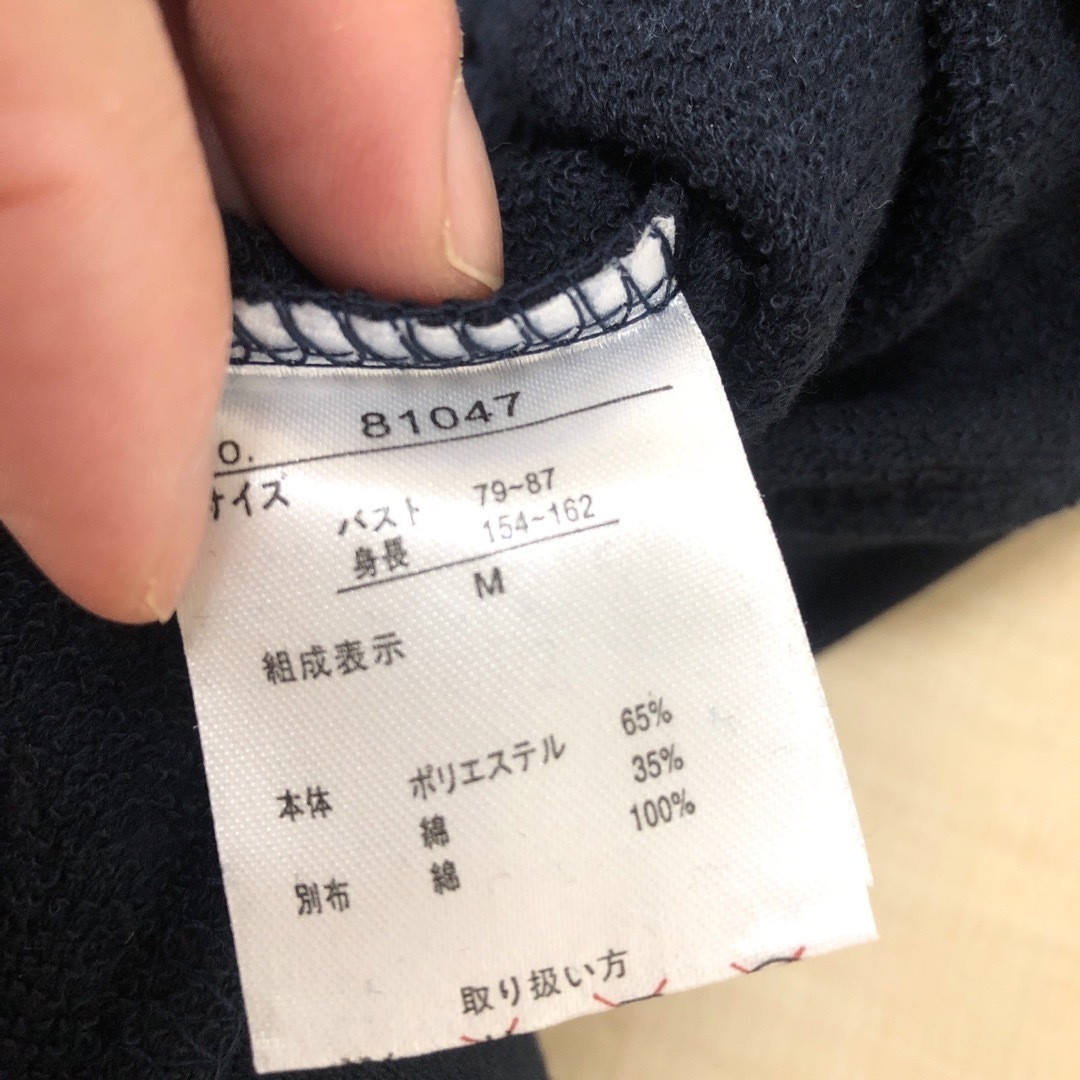 o. 81047
サイズ
バスト 79~87
身長 154~162
M
組成表示
本体 ポリエステル 65%
綿 35%
別布 綿 100%
取り扱い方